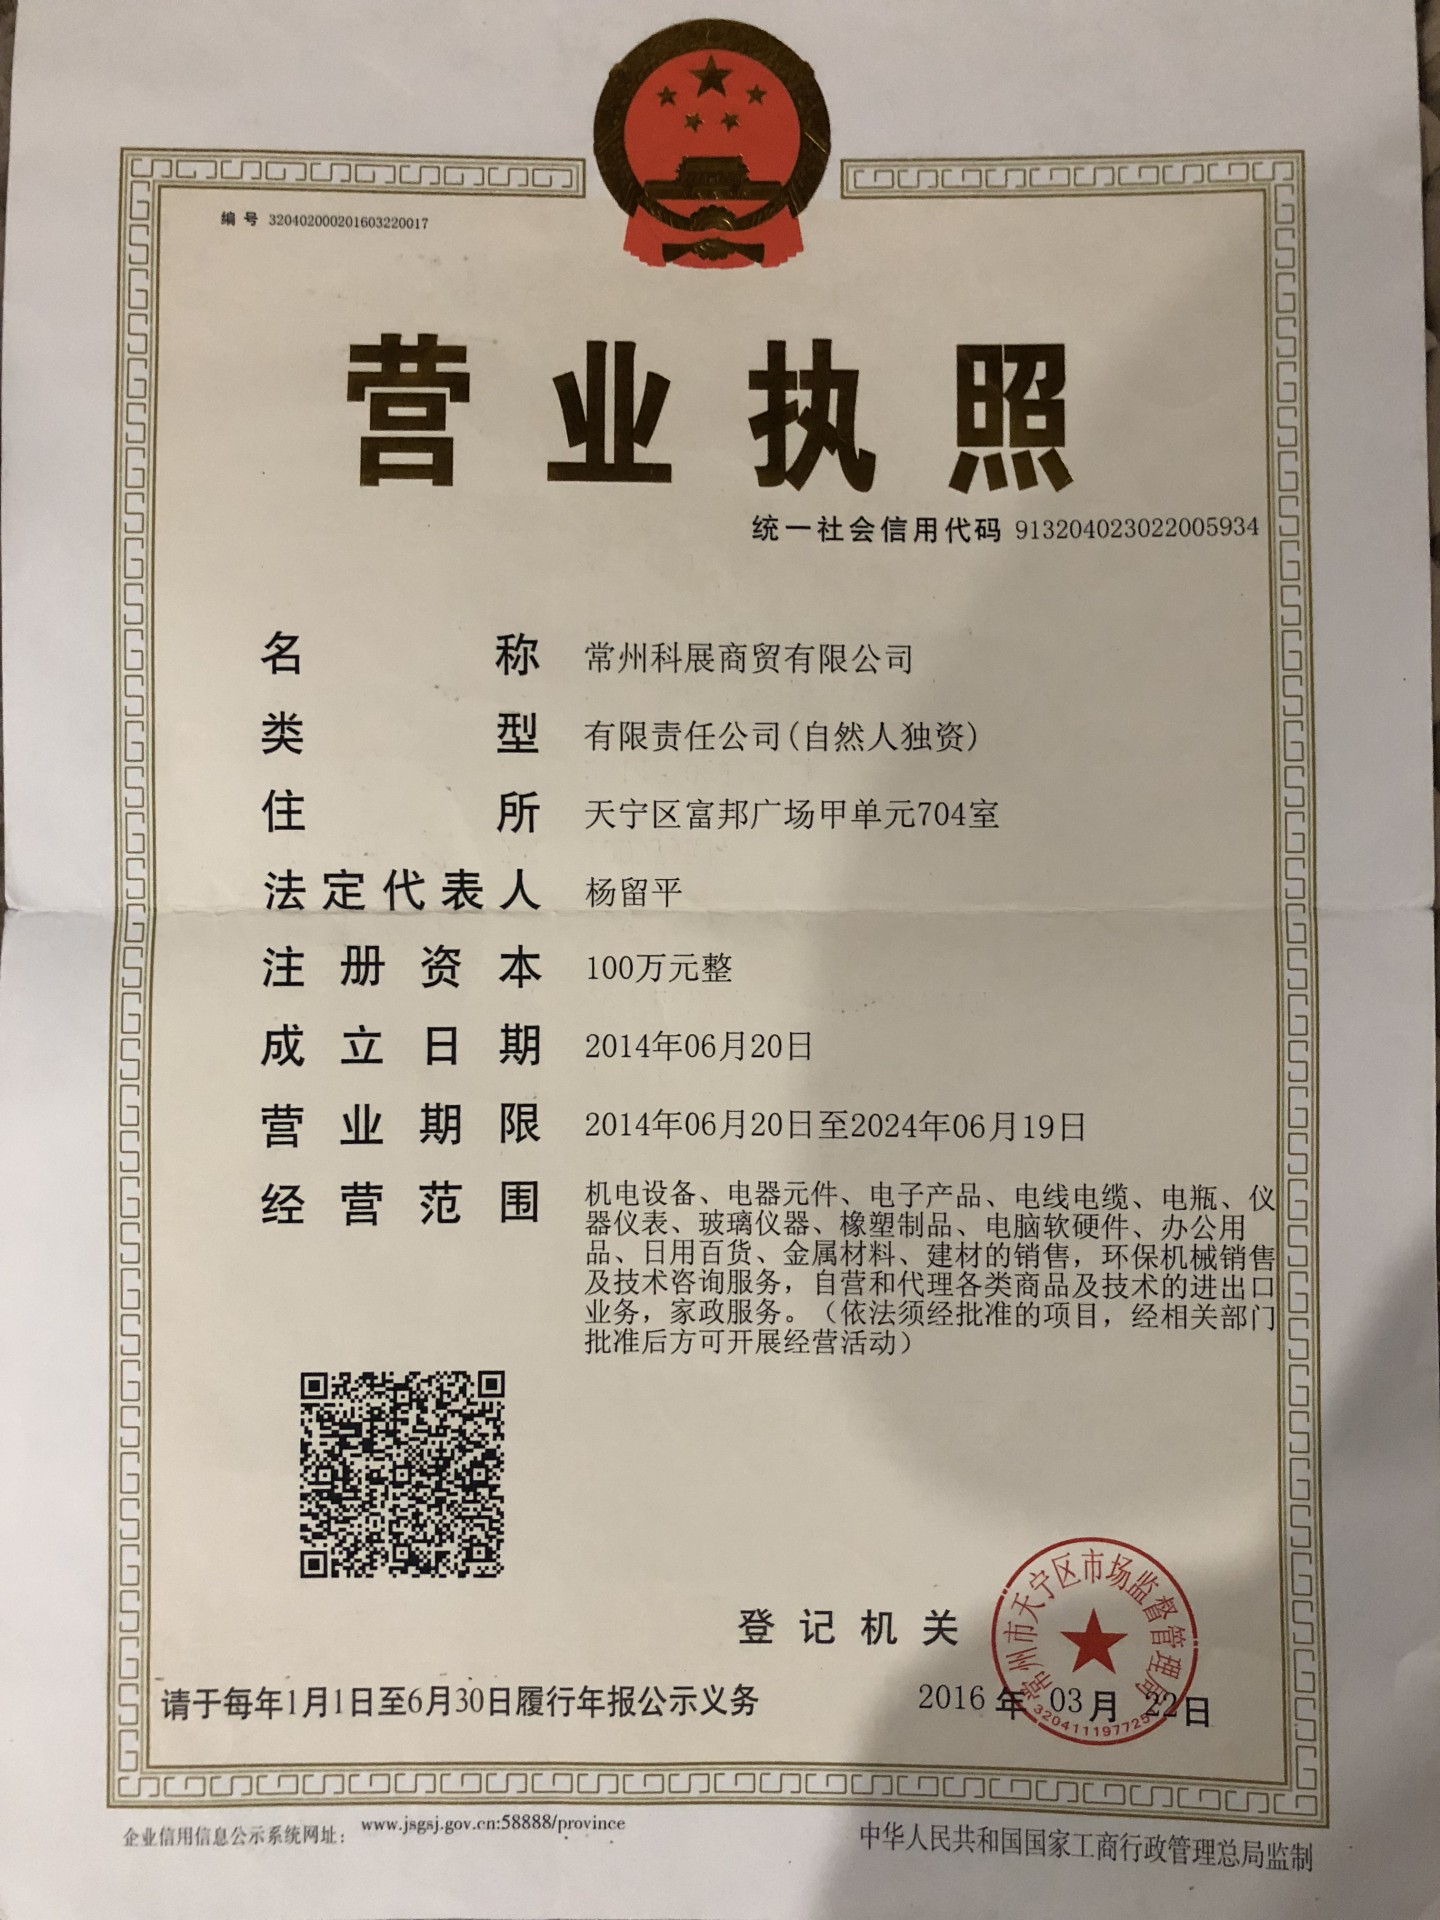 编号 320402000201603220017
营业执照
统一社会信用代码 913204023022005934
名称 常州科展商贸有限公司
类型 有限责任公司(自然人独资)
住所 天宁区富邦广场甲单元704室
法定代表人 杨留平
注册资本 100万元整
成立日期 2014年06月20日
营业期限 2014年06月20日至2024年06月19日
经营范围 机电设备、电器元件、电子产品、电线电缆、电瓶、仪
器仪表、玻璃仪器、橡塑制品、电脑软硬件、办公用
品、日用百货、金属材料、建材的销售，环保机械销售
及技术咨询服务，自营和代理各类商品及技术的进出口
业务，家政服务。（依法须经批准的项目，经相关部门
批准后方可开展经营活动）
登记机关
常州市天宁区市场监督管理局
请于每年1月1日至6月30日履行年报公示义务
2016年03月22日
企业信用信息公示系统网址： www.jsgsj.gov.cn:58888/province
中华人民共和国国家工商行政管理总局监制